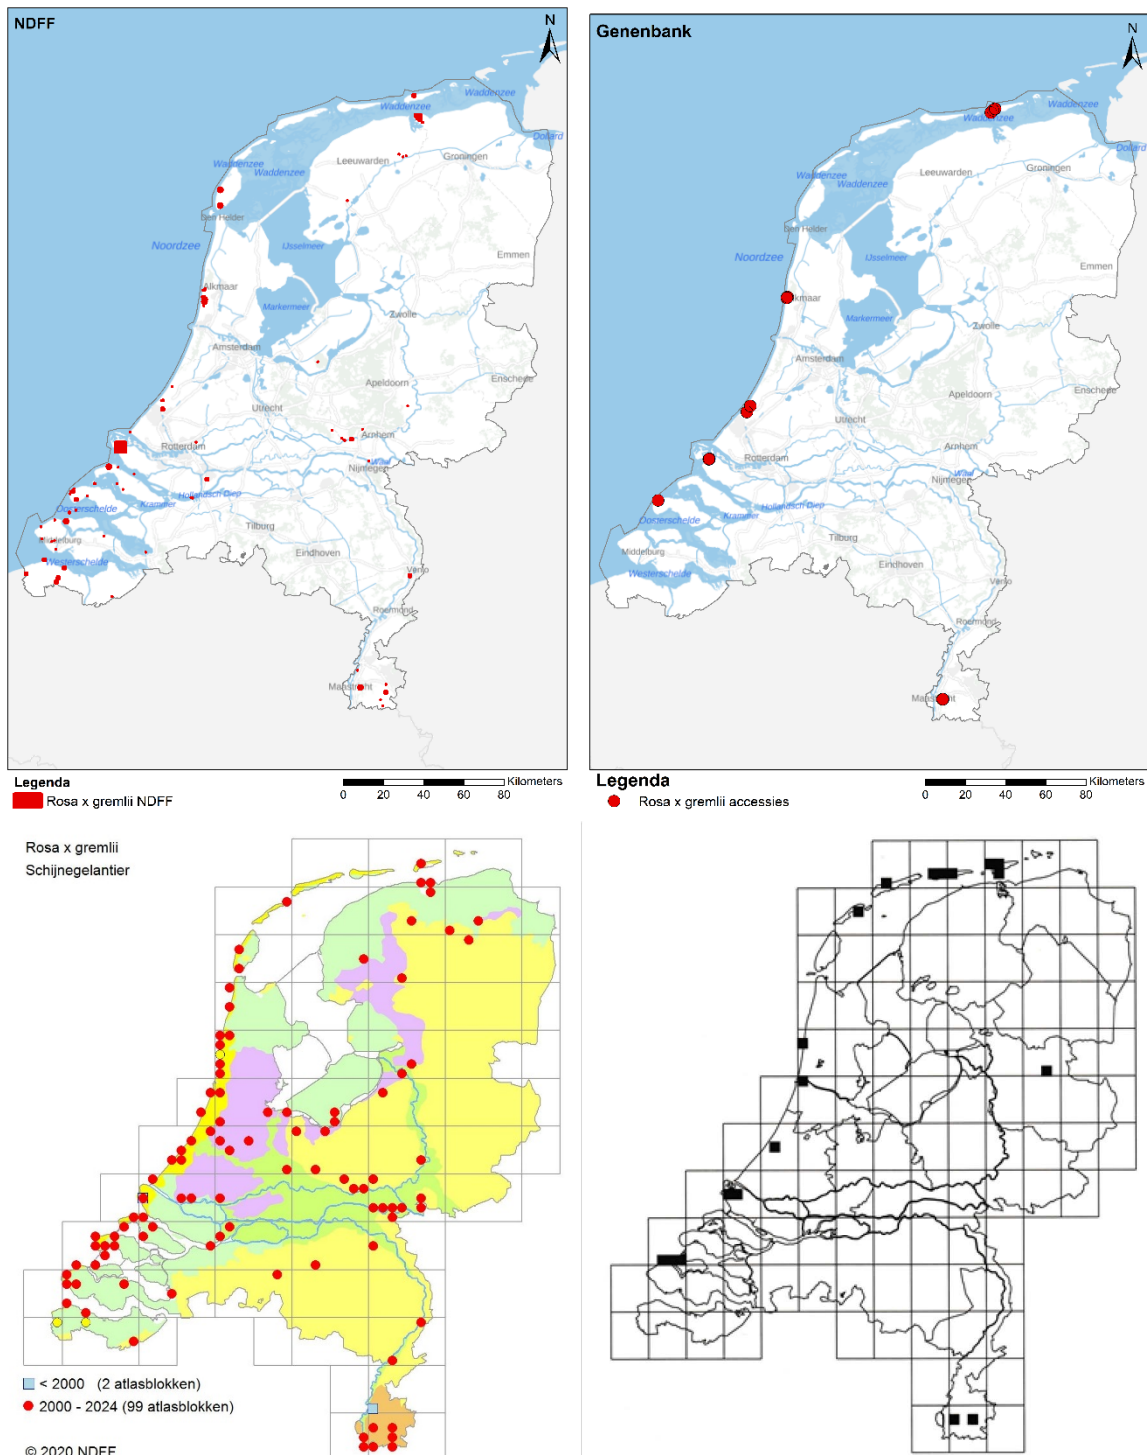 NDFF
N
Waddenzee
Waddenzee
Dollard
Leeuwarden
Groningen
Waddenzee
Waddenzee
Den Helder
Noordzee
IJsselmeer
Emmen
Alkmaar
Markermeer
Zwolle
Amsterdam
Apeldoorn
Enschede
Utrecht
Arnhem
Rotterdam
Waal
Nijmegen
Hollandsch Diep
Krammer
Oosterschelde
Tilburg
Middelburg
Eindhoven
Westerschelde
Venlo
Roermond
Maastricht
Legenda
Rosa x gremlii NDFF
Kilometers
0 20 40 60 80
Genenbank
N
Waddenzee
Waddenzee
Dollard
Leeuwarden
Groningen
Waddenzee
Waddenzee
Den Helder
Noordzee
IJsselmeer
Emmen
Alkmaar
Markermeer
Zwolle
Amsterdam
Apeldoorn
Enschede
Utrecht
Arnhem
Rotterdam
Waal
Nijmegen
Hollandsch Diep
Krammer
Oosterschelde
Tilburg
Middelburg
Eindhoven
Westerschelde
Venlo
Roermond
Maastricht
Legenda
Rosa x gremlii accessies
Kilometers
0 20 40 60 80
Rosa x gremlii
Schijnegelantier
< 2000 (2 atlasblokken)
2000 - 2024 (99 atlasblokken)
© 2020 NDFF